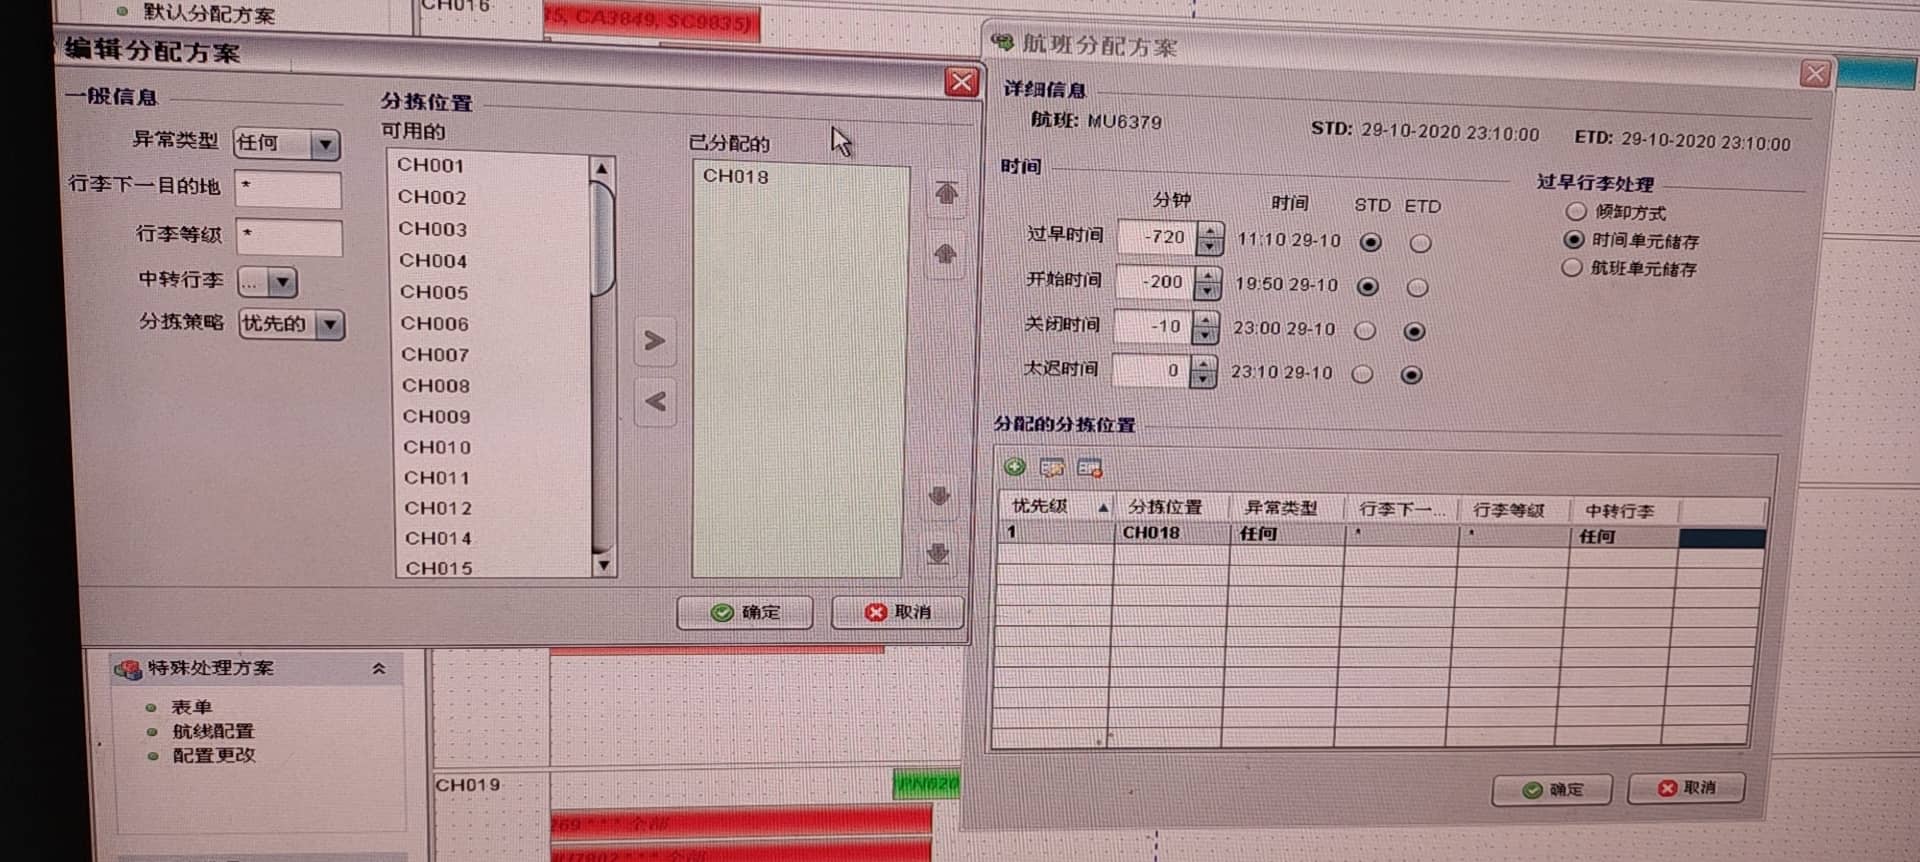 默认分配方案
CH016
5, CA3849, SC9835)
编辑分配方案
一般信息
异常类型 任何
行李下一目的地 *
行李等级 *
中转行李 ...
分拣策略 优先的
分拣位置
可用的
CH001
CH002
CH003
CH004
CH005
CH006
CH007
CH008
CH009
CH010
CH011
CH012
CH014
CH015
已分配的
CH018
确定 取消
航班分配方案
详细信息
航班: MU6379 STD: 29-10-2020 23:10:00 ETD: 29-10-2020 23:10:00
时间
分钟 时间 STD ETD
过早时间 -720 11:10 29-10
开始时间 -200 19:50 29-10
关闭时间 -10 23:00 29-10
太迟时间 0 23:10 29-10
过早行李处理
倾卸方式
时间单元储存
航班单元储存
分配的分拣位置
优先级 分拣位置 异常类型 行李下一... 行李等级 中转行李
1 CH018 任何 * * 任何
确定 取消
特殊处理方案
表单
航线配置
配置更改
CH019
PN620
269 * * * 全部
* * * 全部